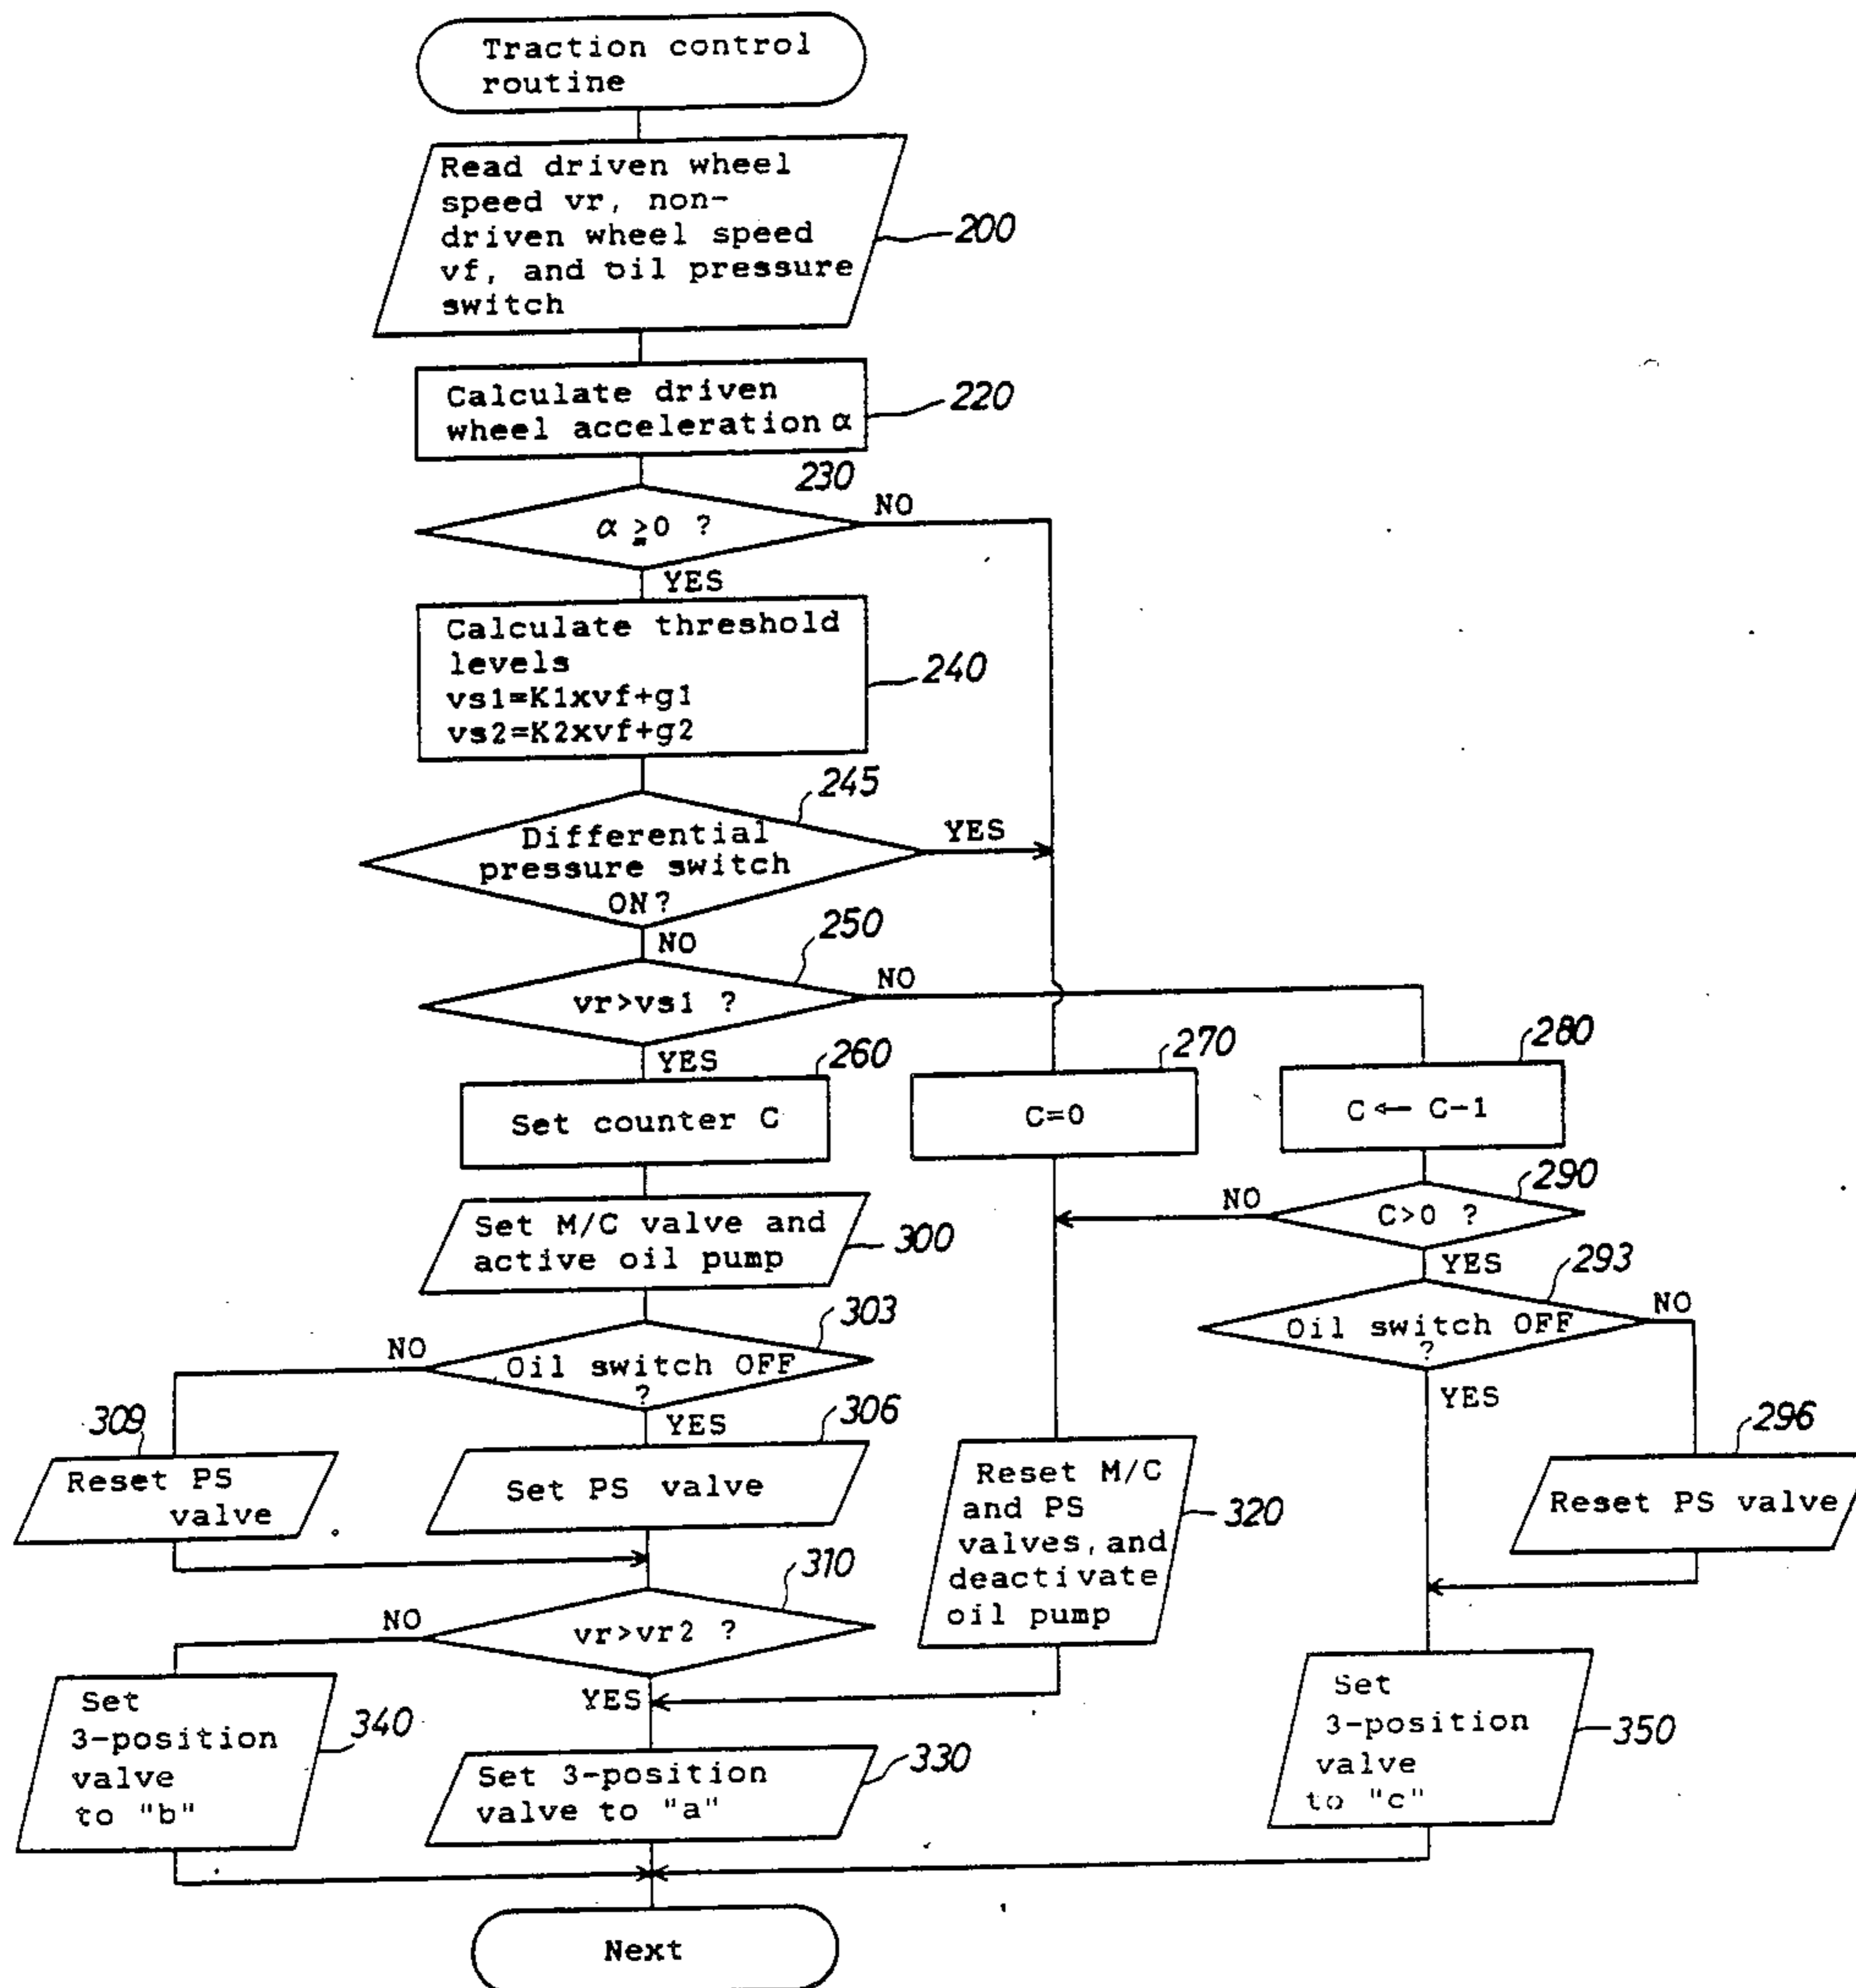 Traction control
routine
Read driven wheel
speed vr, non-
driven wheel speed
vf, and oil pressure
switch
200
Calculate driven
wheel acceleration α
220
230
α ≧0 ?
NO
YES
Calculate threshold
levels
vs1=K1xvf+g1
vs2=K2xvf+g2
240
245
Differential
pressure switch
ON?
YES
NO
250
vr>vs1 ?
NO
YES
260
Set counter C
270
C=0
280
C ← C-1
290
C>0 ?
NO
YES
Set M/C valve and
active oil pump
300
293
Oil switch OFF
?
NO
YES
303
Oil switch OFF
?
NO
YES
309
Reset PS
valve
306
Set PS valve
Reset M/C
and PS
valves, and
deactivate
oil pump
320
296
Reset PS valve
310
vr>vr2 ?
NO
YES
Set
3-position
valve
to "b"
340
Set 3-position
valve to "a"
330
Set
3-position
valve
to "c"
350
Next